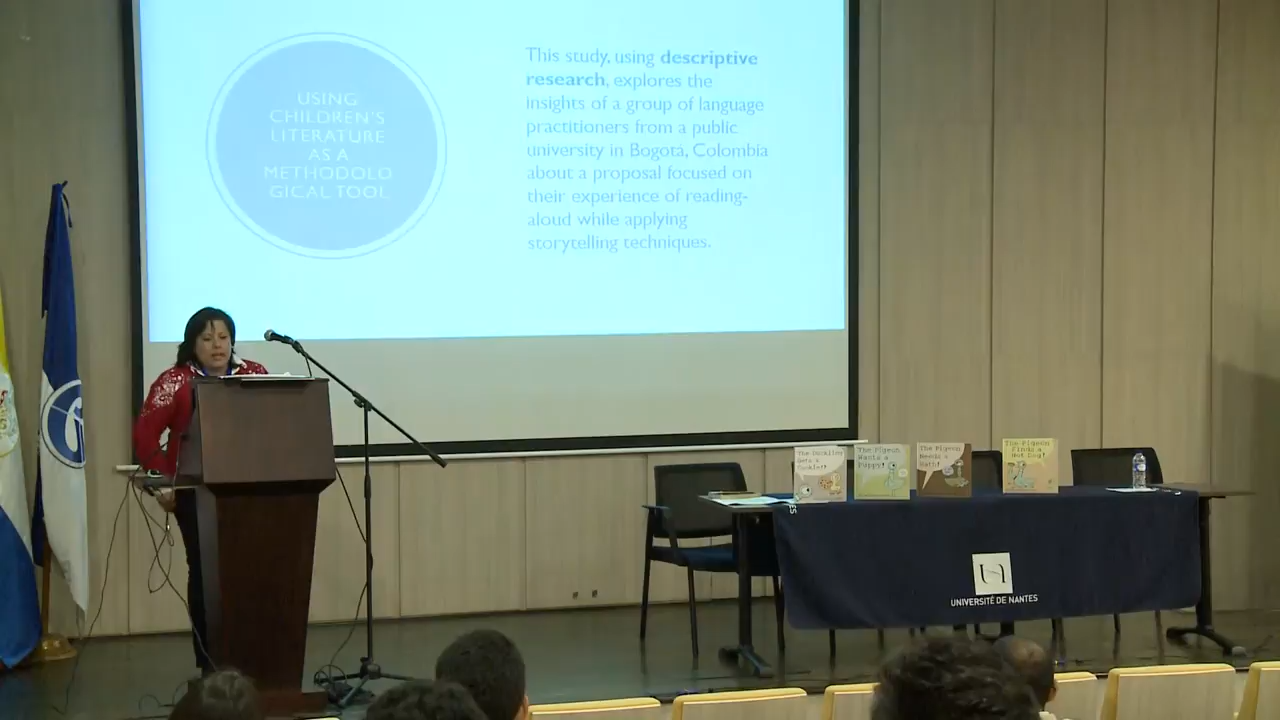 USING
CHILDREN'S
LITERATURE
AS A
METHODOLO
GICAL TOOL
This study, using descriptive
research, explores the
insights of a group of language
practitioners from a public
university in Bogotá, Colombia
about a proposal focused on
their experience of reading-
aloud while applying
storytelling techniques.
The Duckling
Gets a
Cookie!?
The Pigeon
Wants a
Puppy!
The Pigeon
Needs a
Bath!
The Pigeon
Finds a
Hot Dog!
UNIVERSITÉ DE NANTES